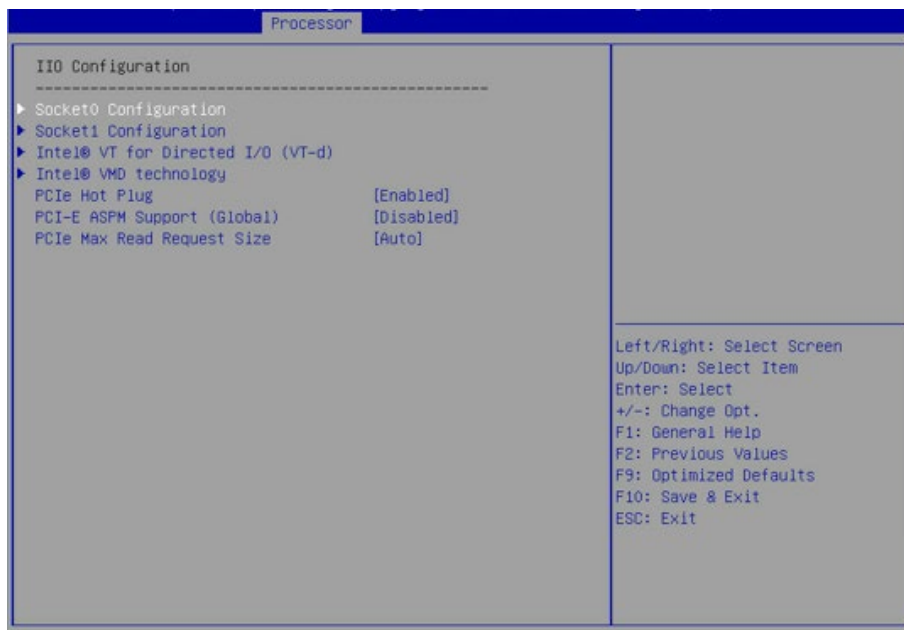 Processor
IIO Configuration
--------------------------------------------------
Socket0 Configuration
Socket1 Configuration
Intel® VT for Directed I/O (VT-d)
Intel® VMD technology
PCIe Hot Plug [Enabled]
PCI-E ASPM Support (Global) [Disabled]
PCIe Max Read Request Size [Auto]
Left/Right: Select Screen
Up/Down: Select Item
Enter: Select
+/-: Change Opt.
F1: General Help
F2: Previous Values
F9: Optimized Defaults
F10: Save & Exit
ESC: Exit